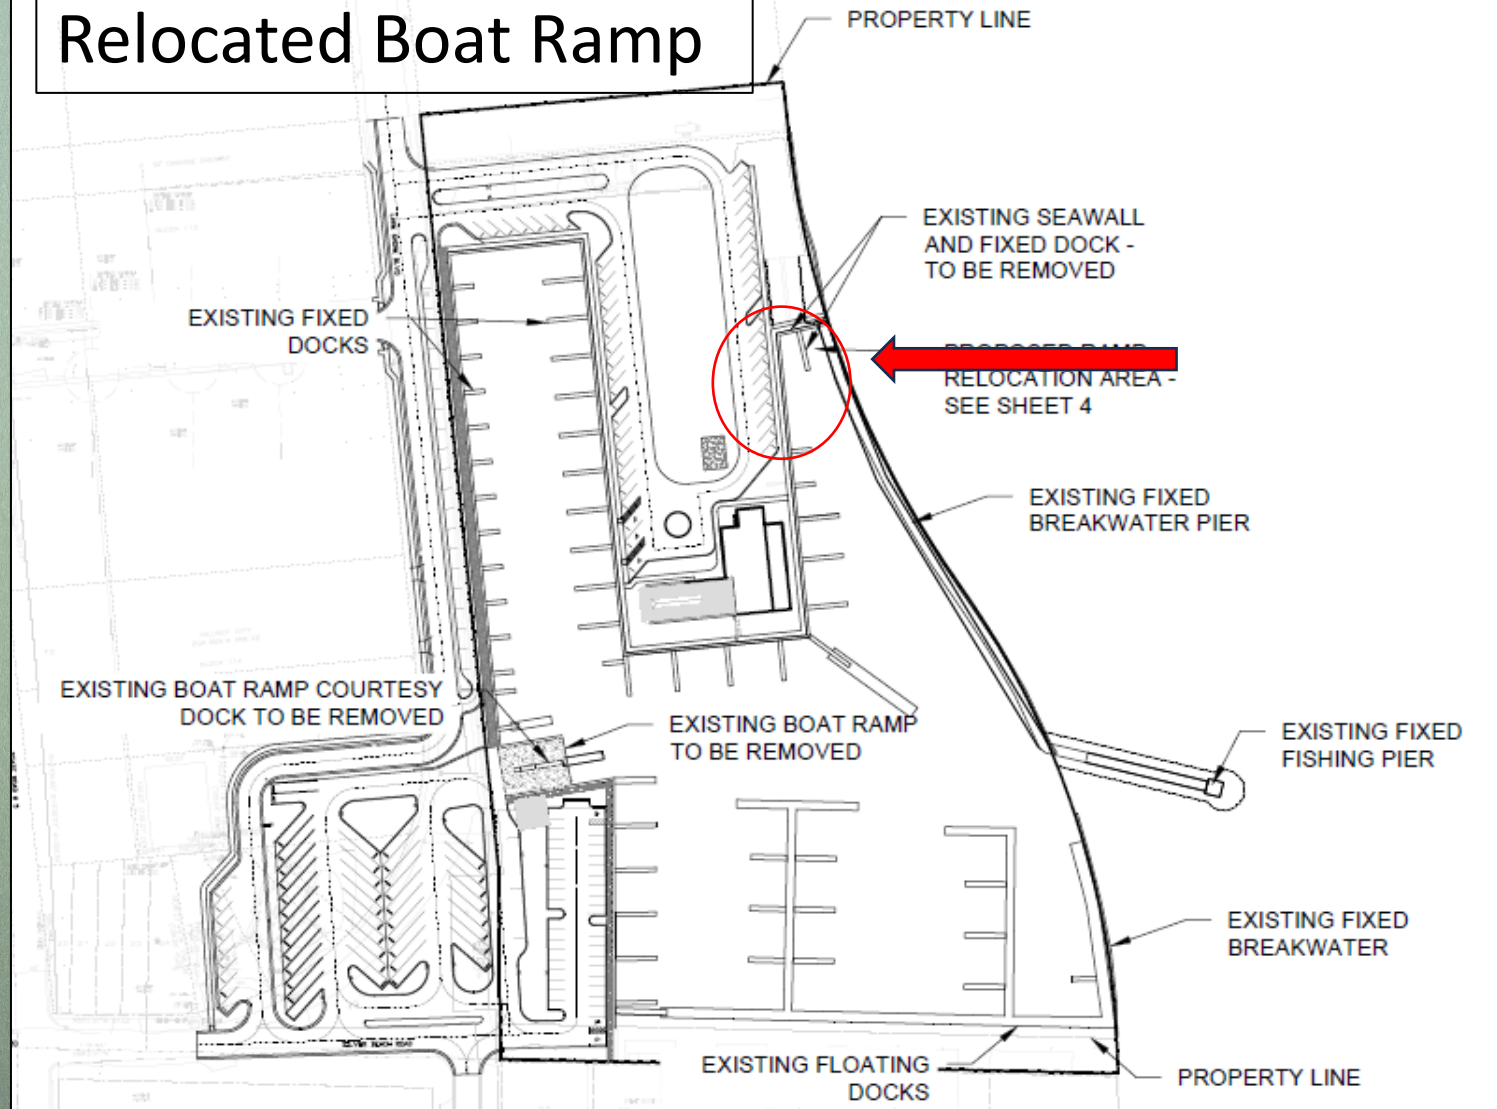 Relocated Boat Ramp
PROPERTY LINE
EXISTING SEAWALL
AND FIXED DOCK -
TO BE REMOVED
EXISTING FIXED
DOCKS
RELOCATION AREA -
SEE SHEET 4
EXISTING FIXED
BREAKWATER PIER
EXISTING BOAT RAMP COURTESY
DOCK TO BE REMOVED
EXISTING BOAT RAMP
TO BE REMOVED
EXISTING FIXED
FISHING PIER
EXISTING FIXED
BREAKWATER
EXISTING FLOATING
DOCKS
PROPERTY LINE